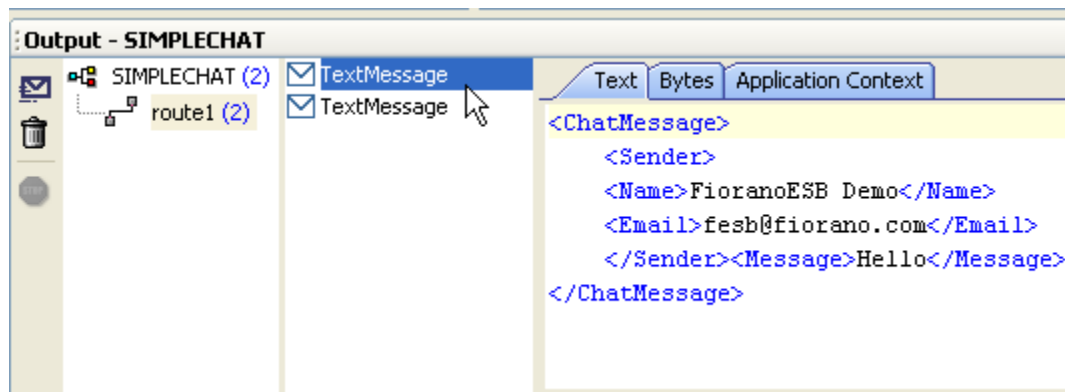 Output - SIMPLECHAT
SIMPLECHAT (2)
route1 (2)
TextMessage
TextMessage
Text Bytes Application Context
<ChatMessage>
<Sender>
<Name>FioranoESB Demo</Name>
<Email>fesb@fiorano.com</Email>
</Sender><Message>Hello</Message>
</ChatMessage>
STOP